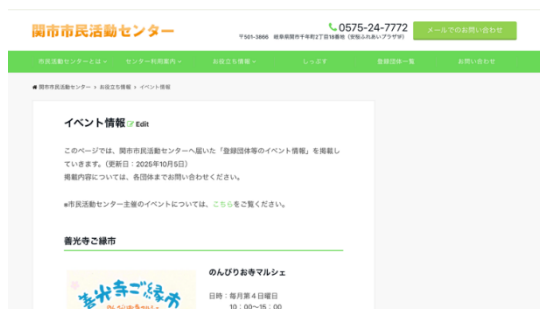 関市市民活動センター
0575-24-7772
〒501-3866 岐阜県関市千年町2丁目18番地(安桜ふれあいプラザ1F)
メールでのお問い合わせ
市民活動センターとは
センター利用案内
お役立ち情報
しっぷす
登録団体一覧
お問い合わせ
関市市民活動センター › お役立ち情報 › イベント情報
イベント情報 Edit
このページでは、関市市民活動センターへ届いた「登録団体等のイベント情報」を掲載し
ていきます。(更新日：2025年10月5日)
掲載内容については、各団体までお問い合わせください。
※市民活動センター主催のイベントについては、こちらをご覧ください。
善光寺ご縁市
善光寺ご縁市
のんびりお寺マルシェ
日時：毎月第４日曜日
10：00〜15：00